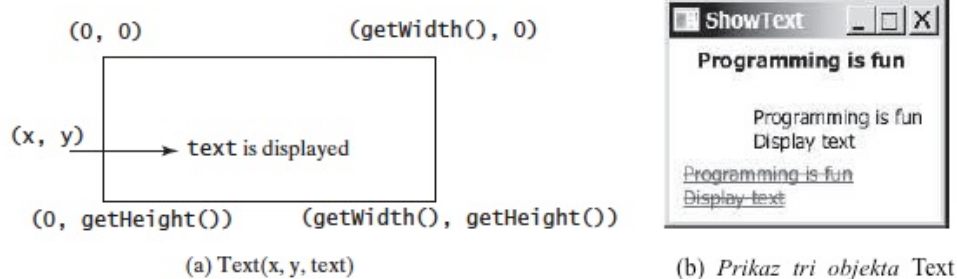 (0, 0)
(getWidth(), 0)
(x, y)
text is displayed
(0, getHeight())
(getWidth(), getHeight())
(a) Text(x, y, text)
ShowText
Programming is fun
Programming is fun
Display text
Programming is fun
Display text
(b) Prikaz tri objekta Text